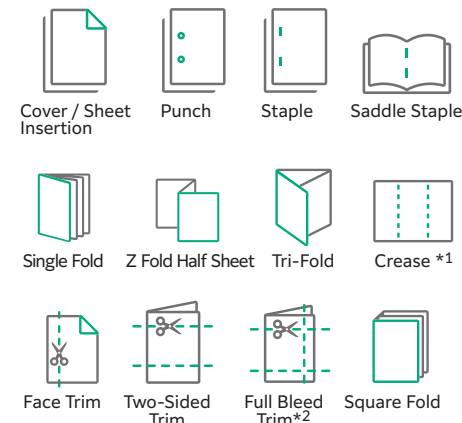 Cover / Sheet Insertion
Punch
Staple
Saddle Staple
Single Fold
Z Fold Half Sheet
Tri-Fold
Crease *1
Face Trim
Two-Sided Trim
Full Bleed Trim*2
Square Fold